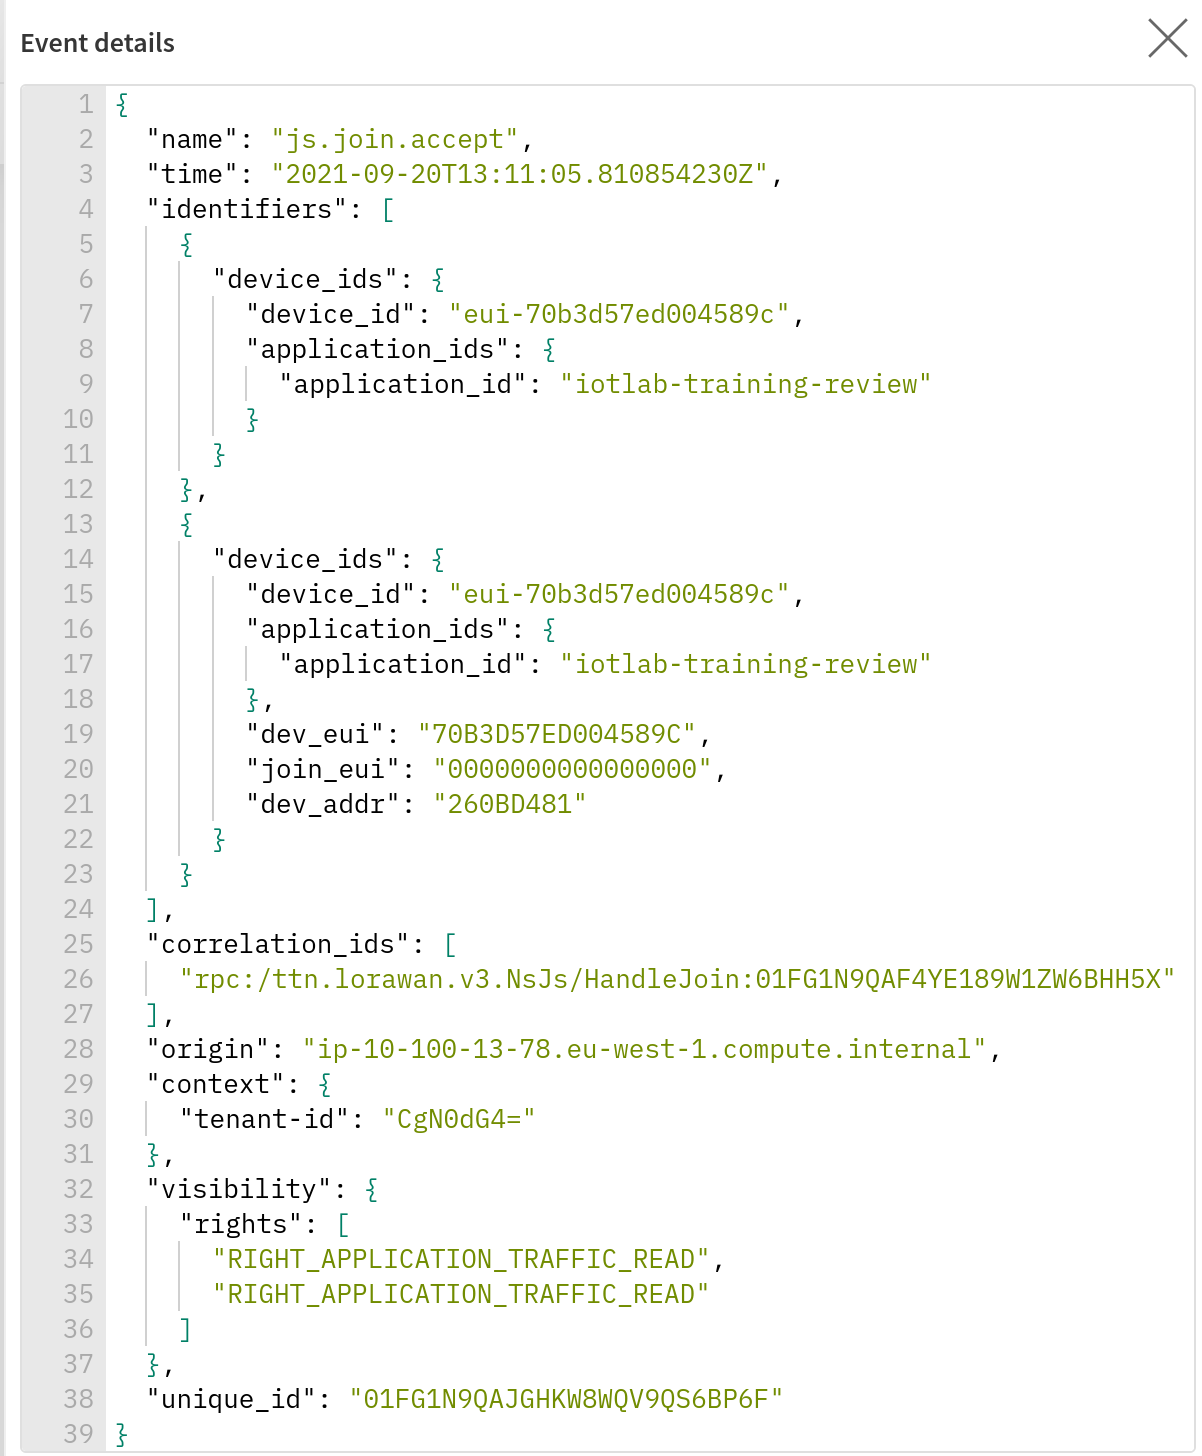 Event details
1 {
2 "name": "js.join.accept",
3 "time": "2021-09-20T13:11:05.810854230Z",
4 "identifiers": [
5 {
6 "device_ids": {
7 "device_id": "eui-70b3d57ed004589c",
8 "application_ids": {
9 "application_id": "iotlab-training-review"
10 }
11 }
12 },
13 {
14 "device_ids": {
15 "device_id": "eui-70b3d57ed004589c",
16 "application_ids": {
17 "application_id": "iotlab-training-review"
18 },
19 "dev_eui": "70B3D57ED004589C",
20 "join_eui": "0000000000000000",
21 "dev_addr": "260BD481"
22 }
23 }
24 ],
25 "correlation_ids": [
26 "rpc:/ttn.lorawan.v3.NsJs/HandleJoin:01FG1N9QAF4YE189W1ZW6BHH5X"
27 ],
28 "origin": "ip-10-100-13-78.eu-west-1.compute.internal",
29 "context": {
30 "tenant-id": "CgN0dG4="
31 },
32 "visibility": {
33 "rights": [
34 "RIGHT_APPLICATION_TRAFFIC_READ",
35 "RIGHT_APPLICATION_TRAFFIC_READ"
36 ]
37 },
38 "unique_id": "01FG1N9QAJGHKW8WQV9QS6BP6F"
39 }